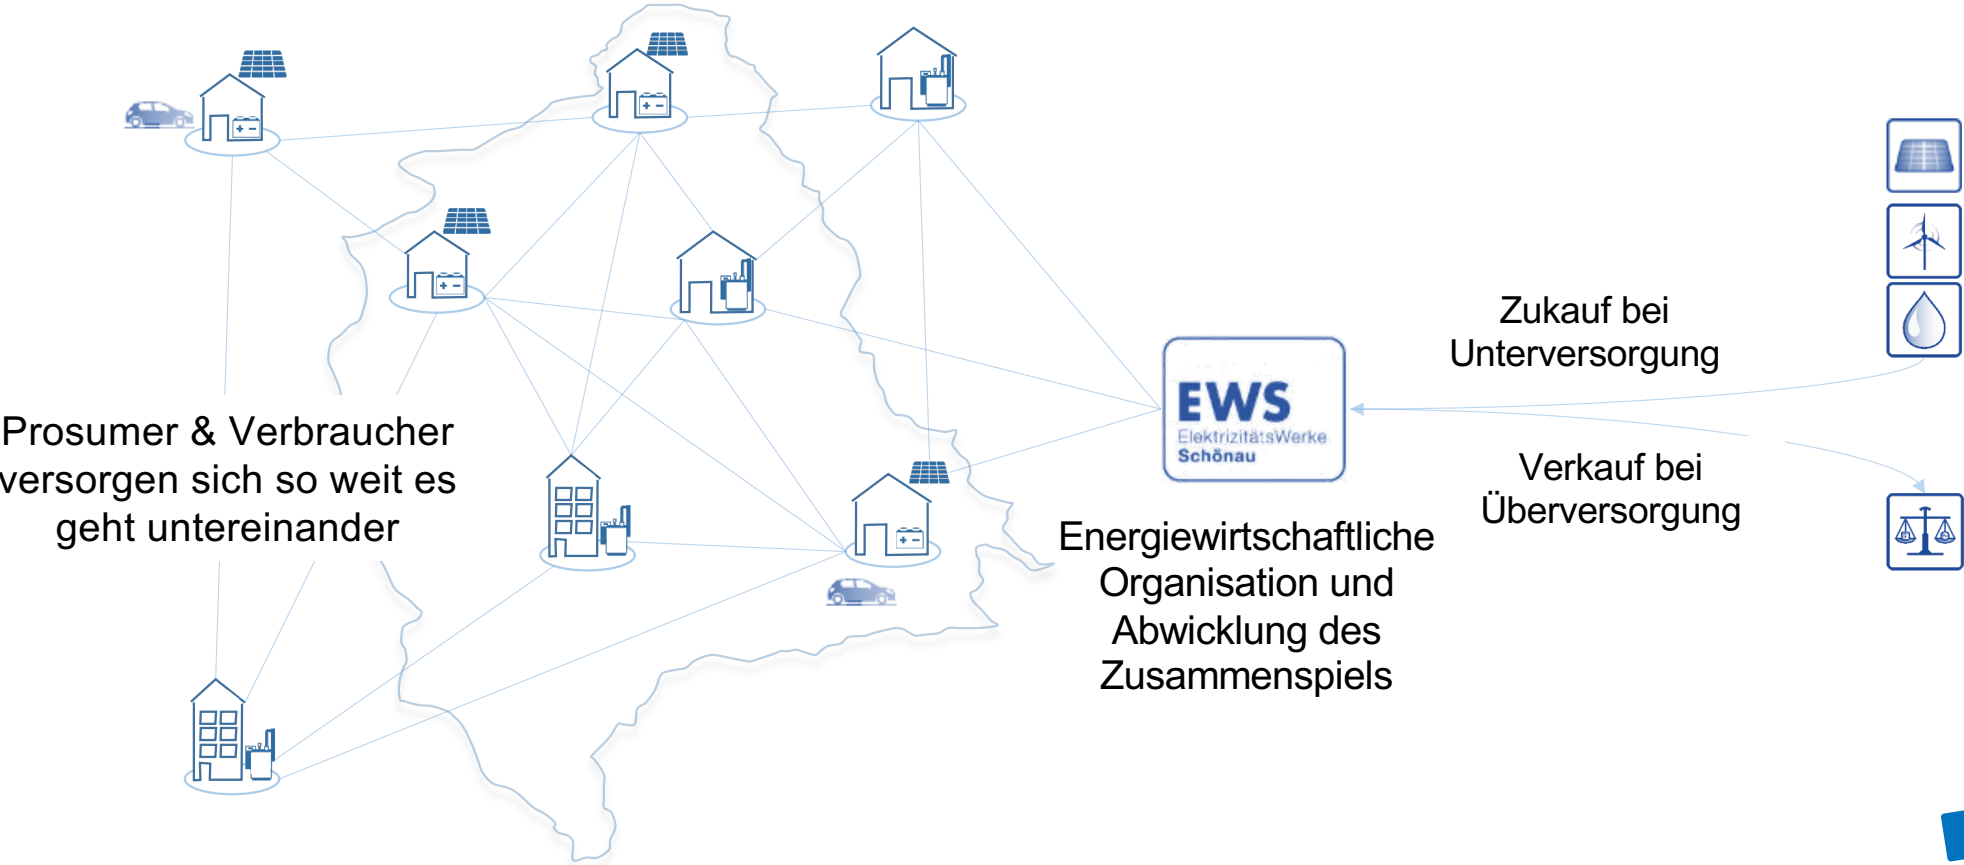 Prosumer & Verbraucher
versorgen sich so weit es
geht untereinander
EWS
ElektrizitätsWerke
Schönau
Energiewirtschaftliche
Organisation und
Abwicklung des
Zusammenspiels
Zukauf bei
Unterversorgung
Verkauf bei
Überversorgung